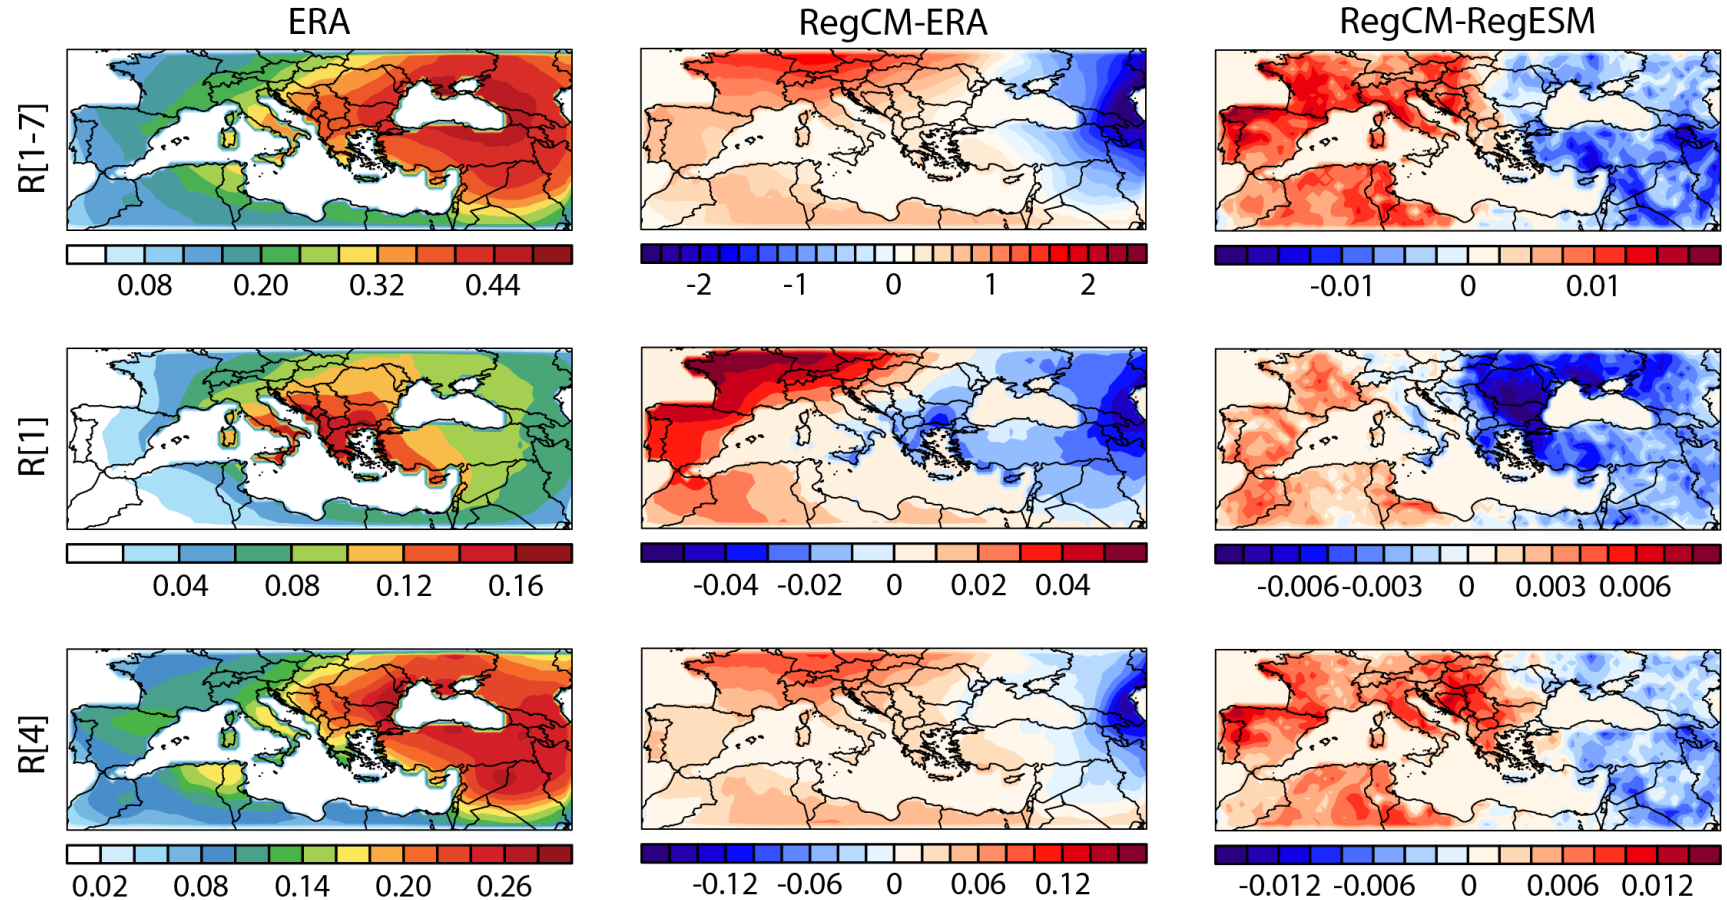 ERA RegCM-ERA RegCM-RegESM
R[1-7]
0.08 0.20 0.32 0.44 -2 -1 0 1 2 -0.01 0 0.01
R[1]
0.04 0.08 0.12 0.16 -0.04 -0.02 0 0.02 0.04 -0.006 -0.003 0 0.003 0.006
R[4]
0.02 0.08 0.14 0.20 0.26 -0.12 -0.06 0 0.06 0.12 -0.012 -0.006 0 0.006 0.012